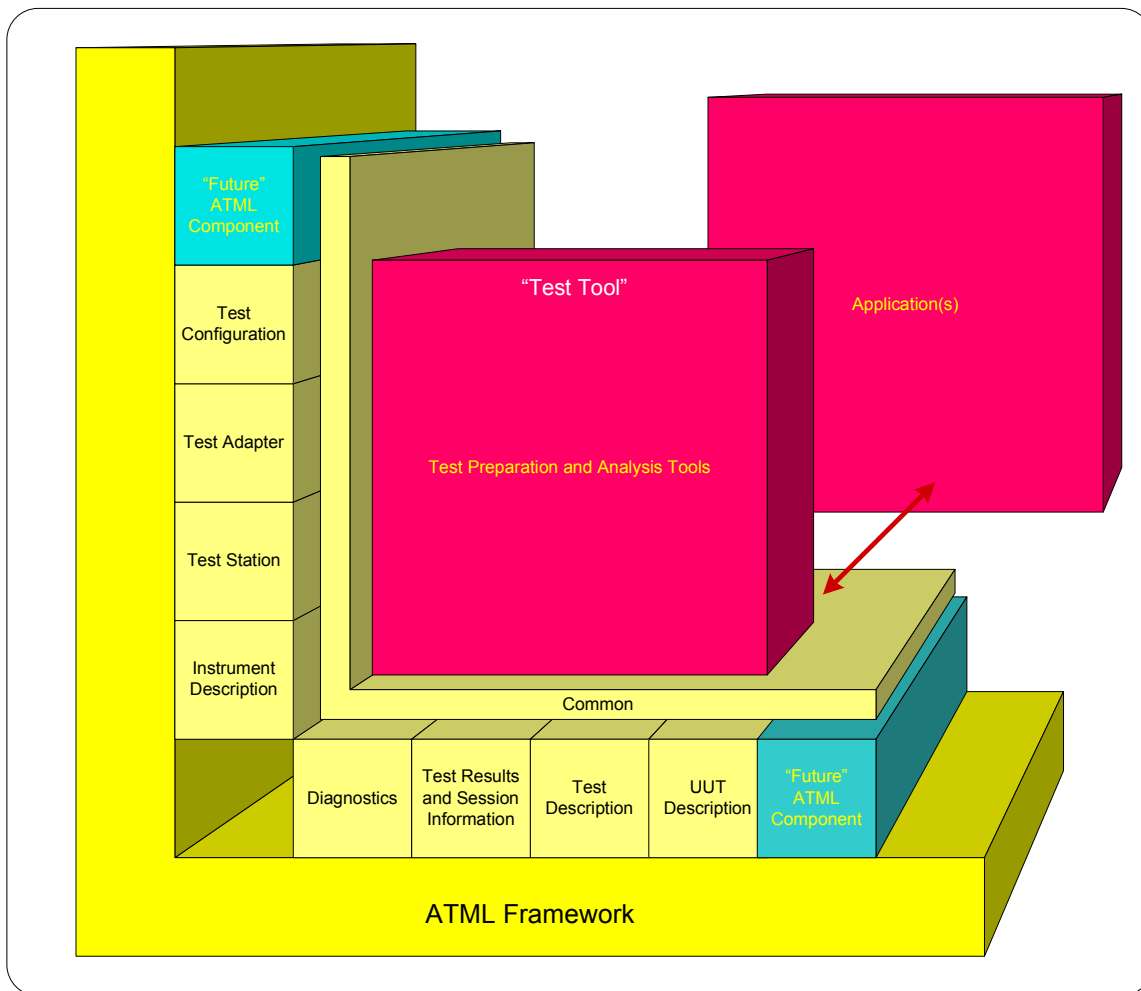 “Future”
ATML
Component
Test
Configuration
Test Adapter
Test Station
Instrument
Description
“Test Tool”
Test Preparation and Analysis Tools
Application(s)
Common
Diagnostics
Test Results
and Session
Information
Test
Description
UUT
Description
“Future”
ATML
Component
ATML Framework